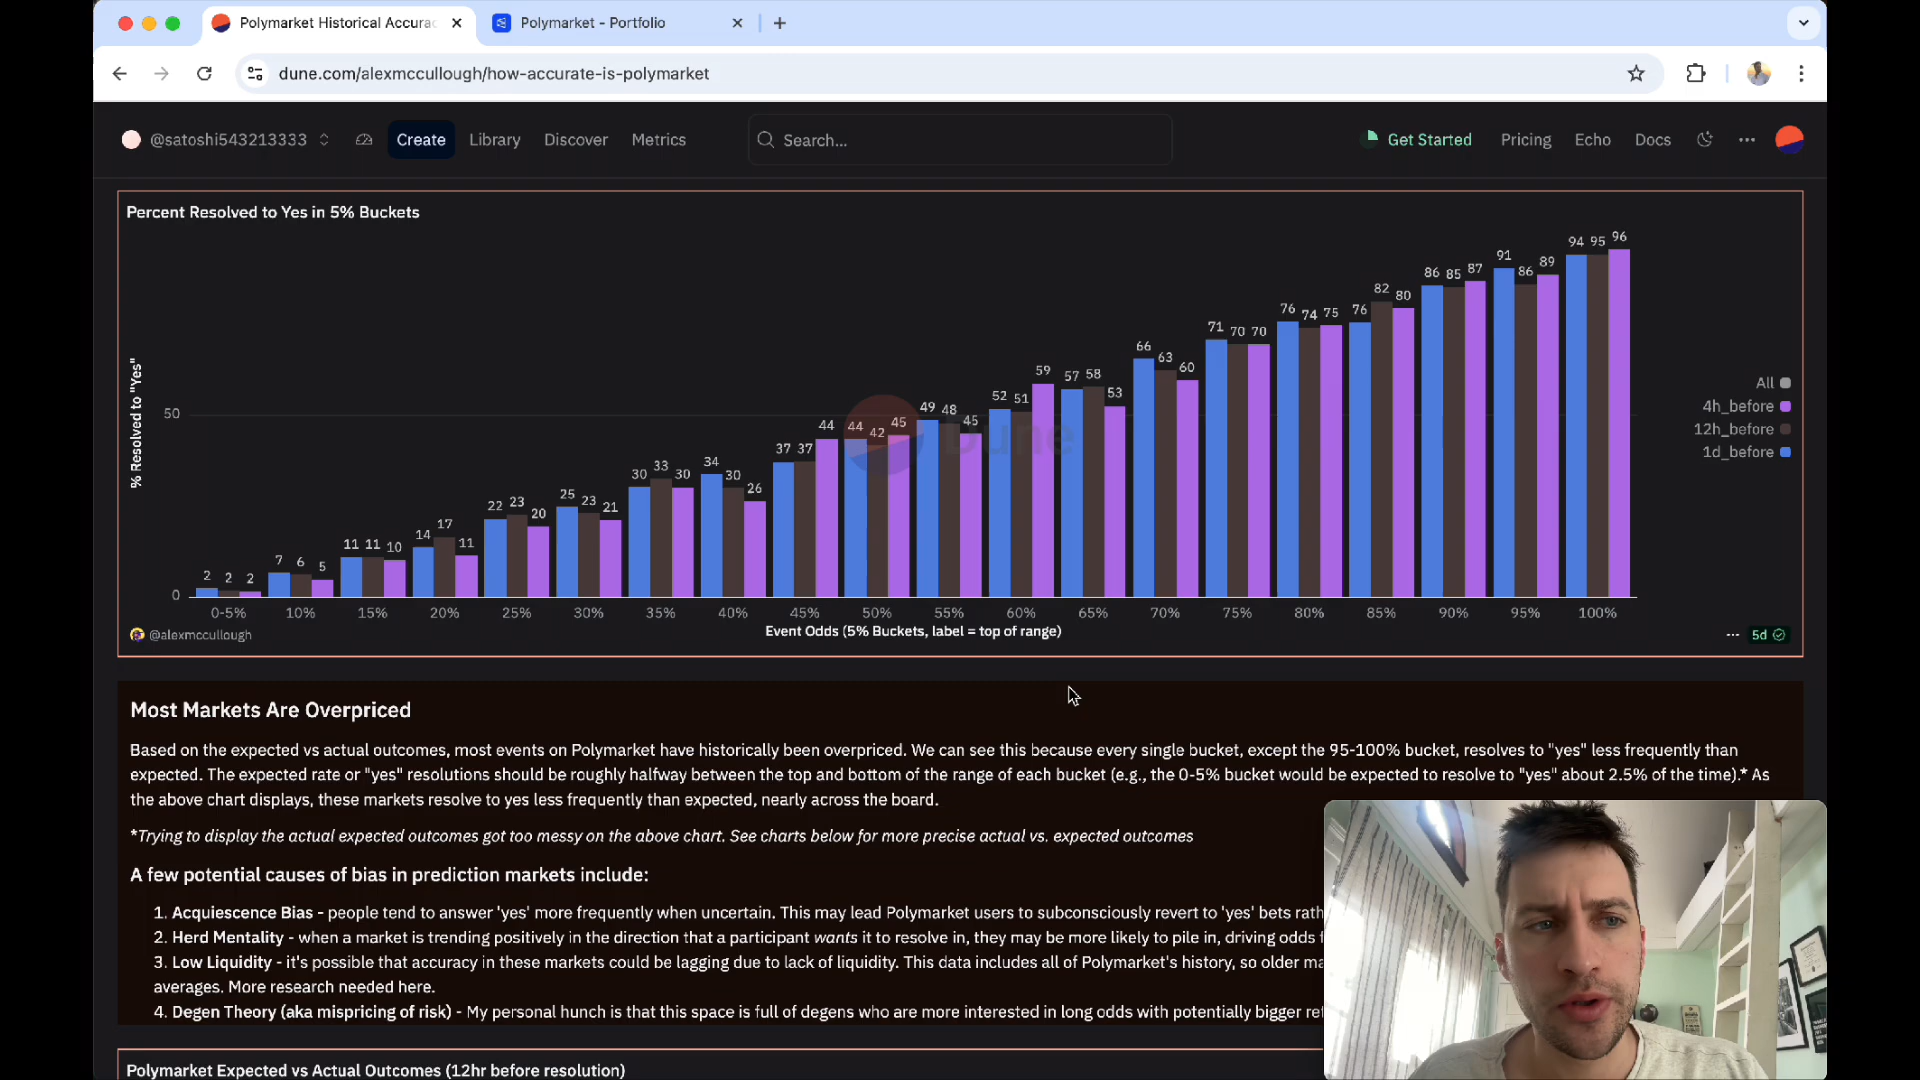 Polymarket Historical Accurac
Polymarket - Portfolio
dune.com/alexmccullough/how-accurate-is-polymarket
@satoshi543213333
Create
Library
Discover
Metrics
Search...
Get Started
Pricing
Echo
Docs
Percent Resolved to Yes in 5% Buckets
% Resolved to "Yes"
50
0
2 2 2
7 6 5
11 11 10
14 17 11
22 23 20
25 23 21
30 33 30
34 30 26
37 37 44
44 42 45
49 48 45
52 51 59
57 58 53
66 63 60
71 70 70
76 74 75
76 82 80
86 85 87
91 86 89
94 95 96
Dune
All
4h_before
12h_before
1d_before
0-5% 10% 15% 20% 25% 30% 35% 40% 45% 50% 55% 60% 65% 70% 75% 80% 85% 90% 95% 100%
Event Odds (5% Buckets, label = top of range)
@alexmccullough
5d
Most Markets Are Overpriced
Based on the expected vs actual outcomes, most events on Polymarket have historically been overpriced. We can see this because every single bucket, except the 95-100% bucket, resolves to "yes" less frequently than
expected. The expected rate or "yes" resolutions should be roughly halfway between the top and bottom of the range of each bucket (e.g., the 0-5% bucket would be expected to resolve to "yes" about 2.5% of the time).* As
the above chart displays, these markets resolve to yes less frequently than expected, nearly across the board.
*Trying to display the actual expected outcomes got too messy on the above chart. See charts below for more precise actual vs. expected outcomes
A few potential causes of bias in prediction markets include:
1. Acquiescence Bias - people tend to answer 'yes' more frequently when uncertain. This may lead Polymarket users to subconsciously revert to 'yes' bets rath
2. Herd Mentality - when a market is trending positively in the direction that a participant wants it to resolve in, they may be more likely to pile in, driving odds f
3. Low Liquidity - it's possible that accuracy in these markets could be lagging due to lack of liquidity. This data includes all of Polymarket's history, so older ma
averages. More research needed here.
4. Degen Theory (aka mispricing of risk) - My personal hunch is that this space is full of degens who are more interested in long odds with potentially bigger ref
Polymarket Expected vs Actual Outcomes (12hr before resolution)